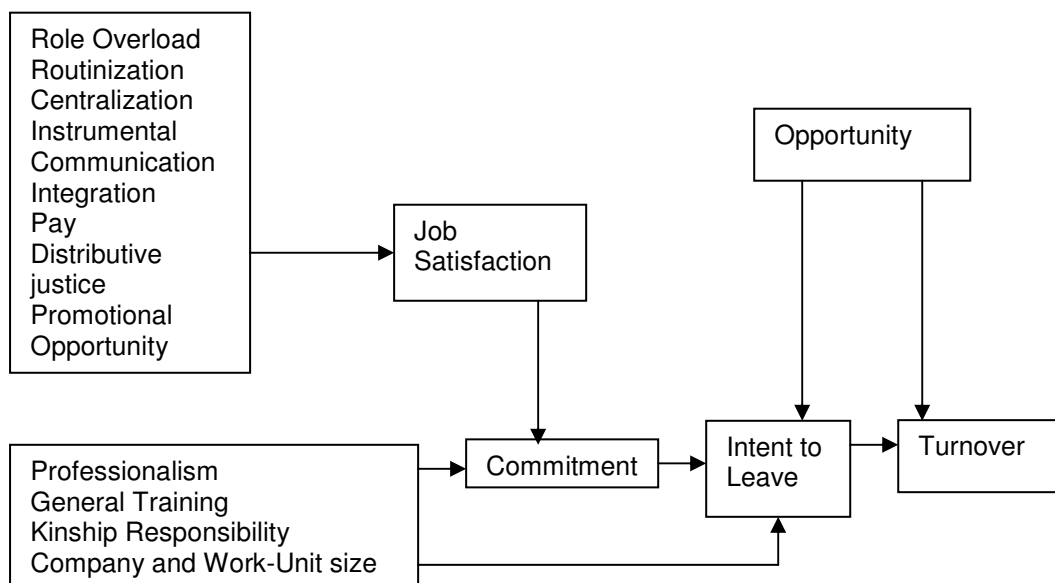 Role Overload
Routinization
Centralization
Instrumental
Communication
Integration
Pay
Distributive
justice
Promotional
Opportunity
Opportunity
Job
Satisfaction
Professionalism
General Training
Kinship Responsibility
Company and Work-Unit size
Commitment
Intent to
Leave
Turnover